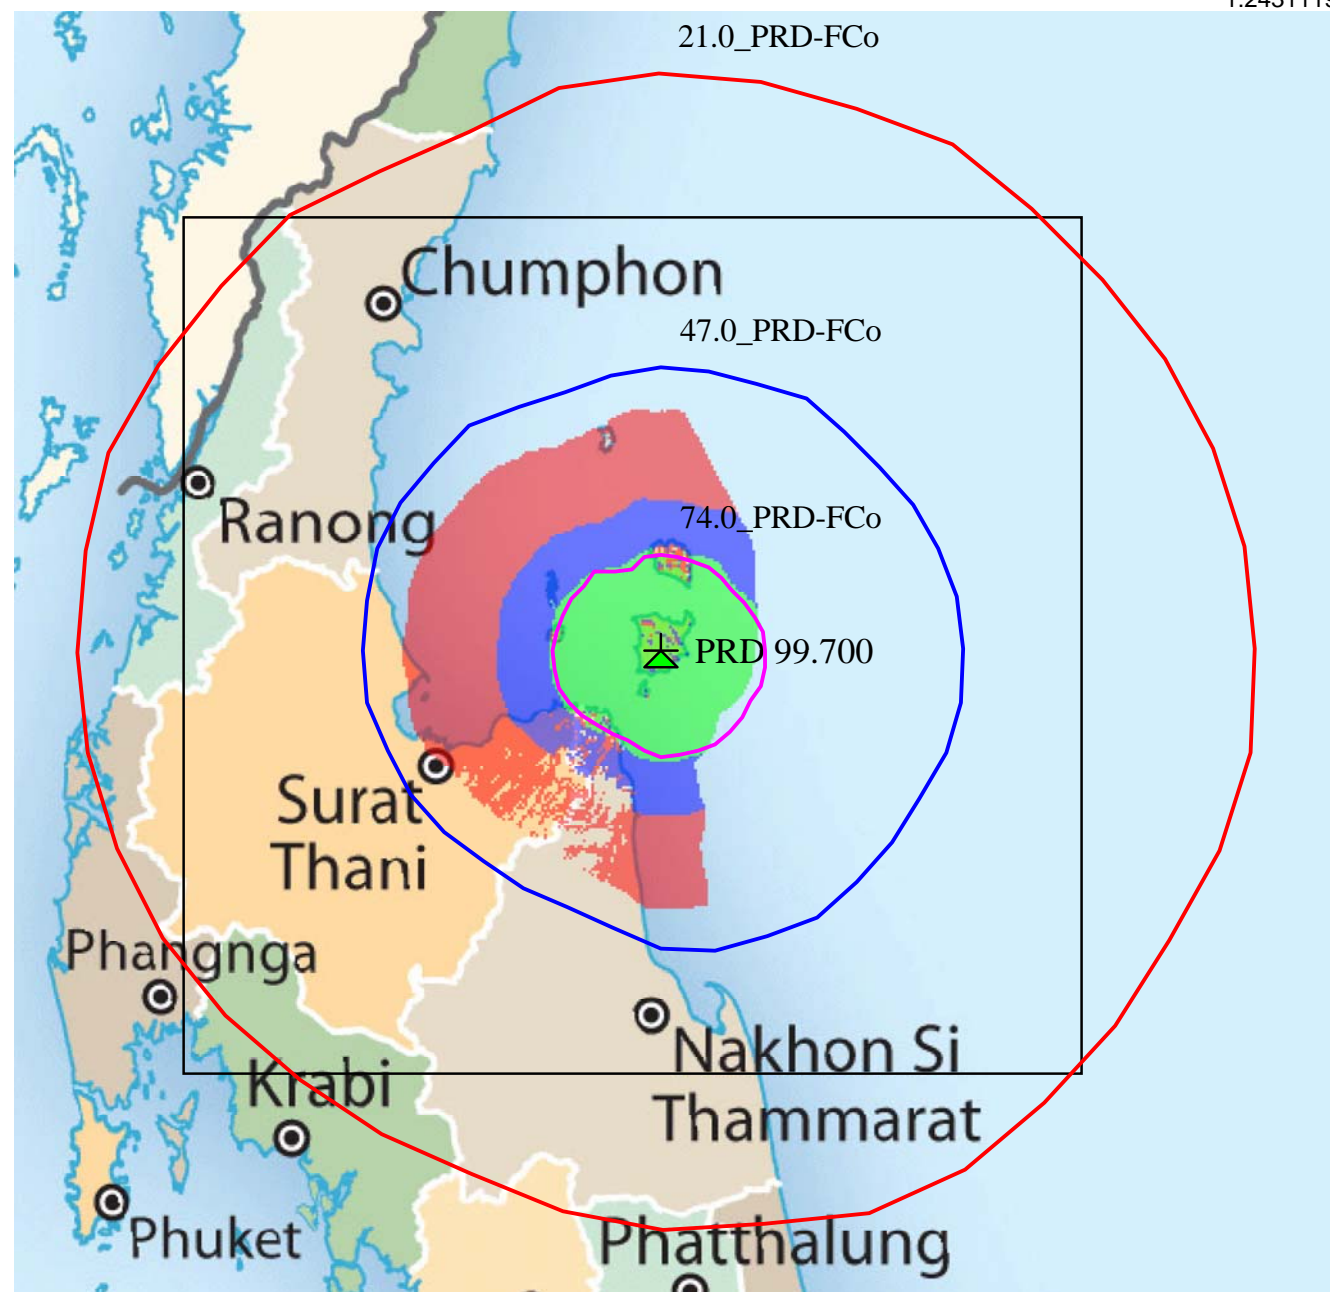 21.0_PRD-FCo
Chumphon
47.0_PRD-FCo
Ranong
74.0_PRD-FCo
PRD 99.700
Surat
Thani
Phangnga
Nakhon Si
Krabi
Thammarat
Phuket
Phatthalung